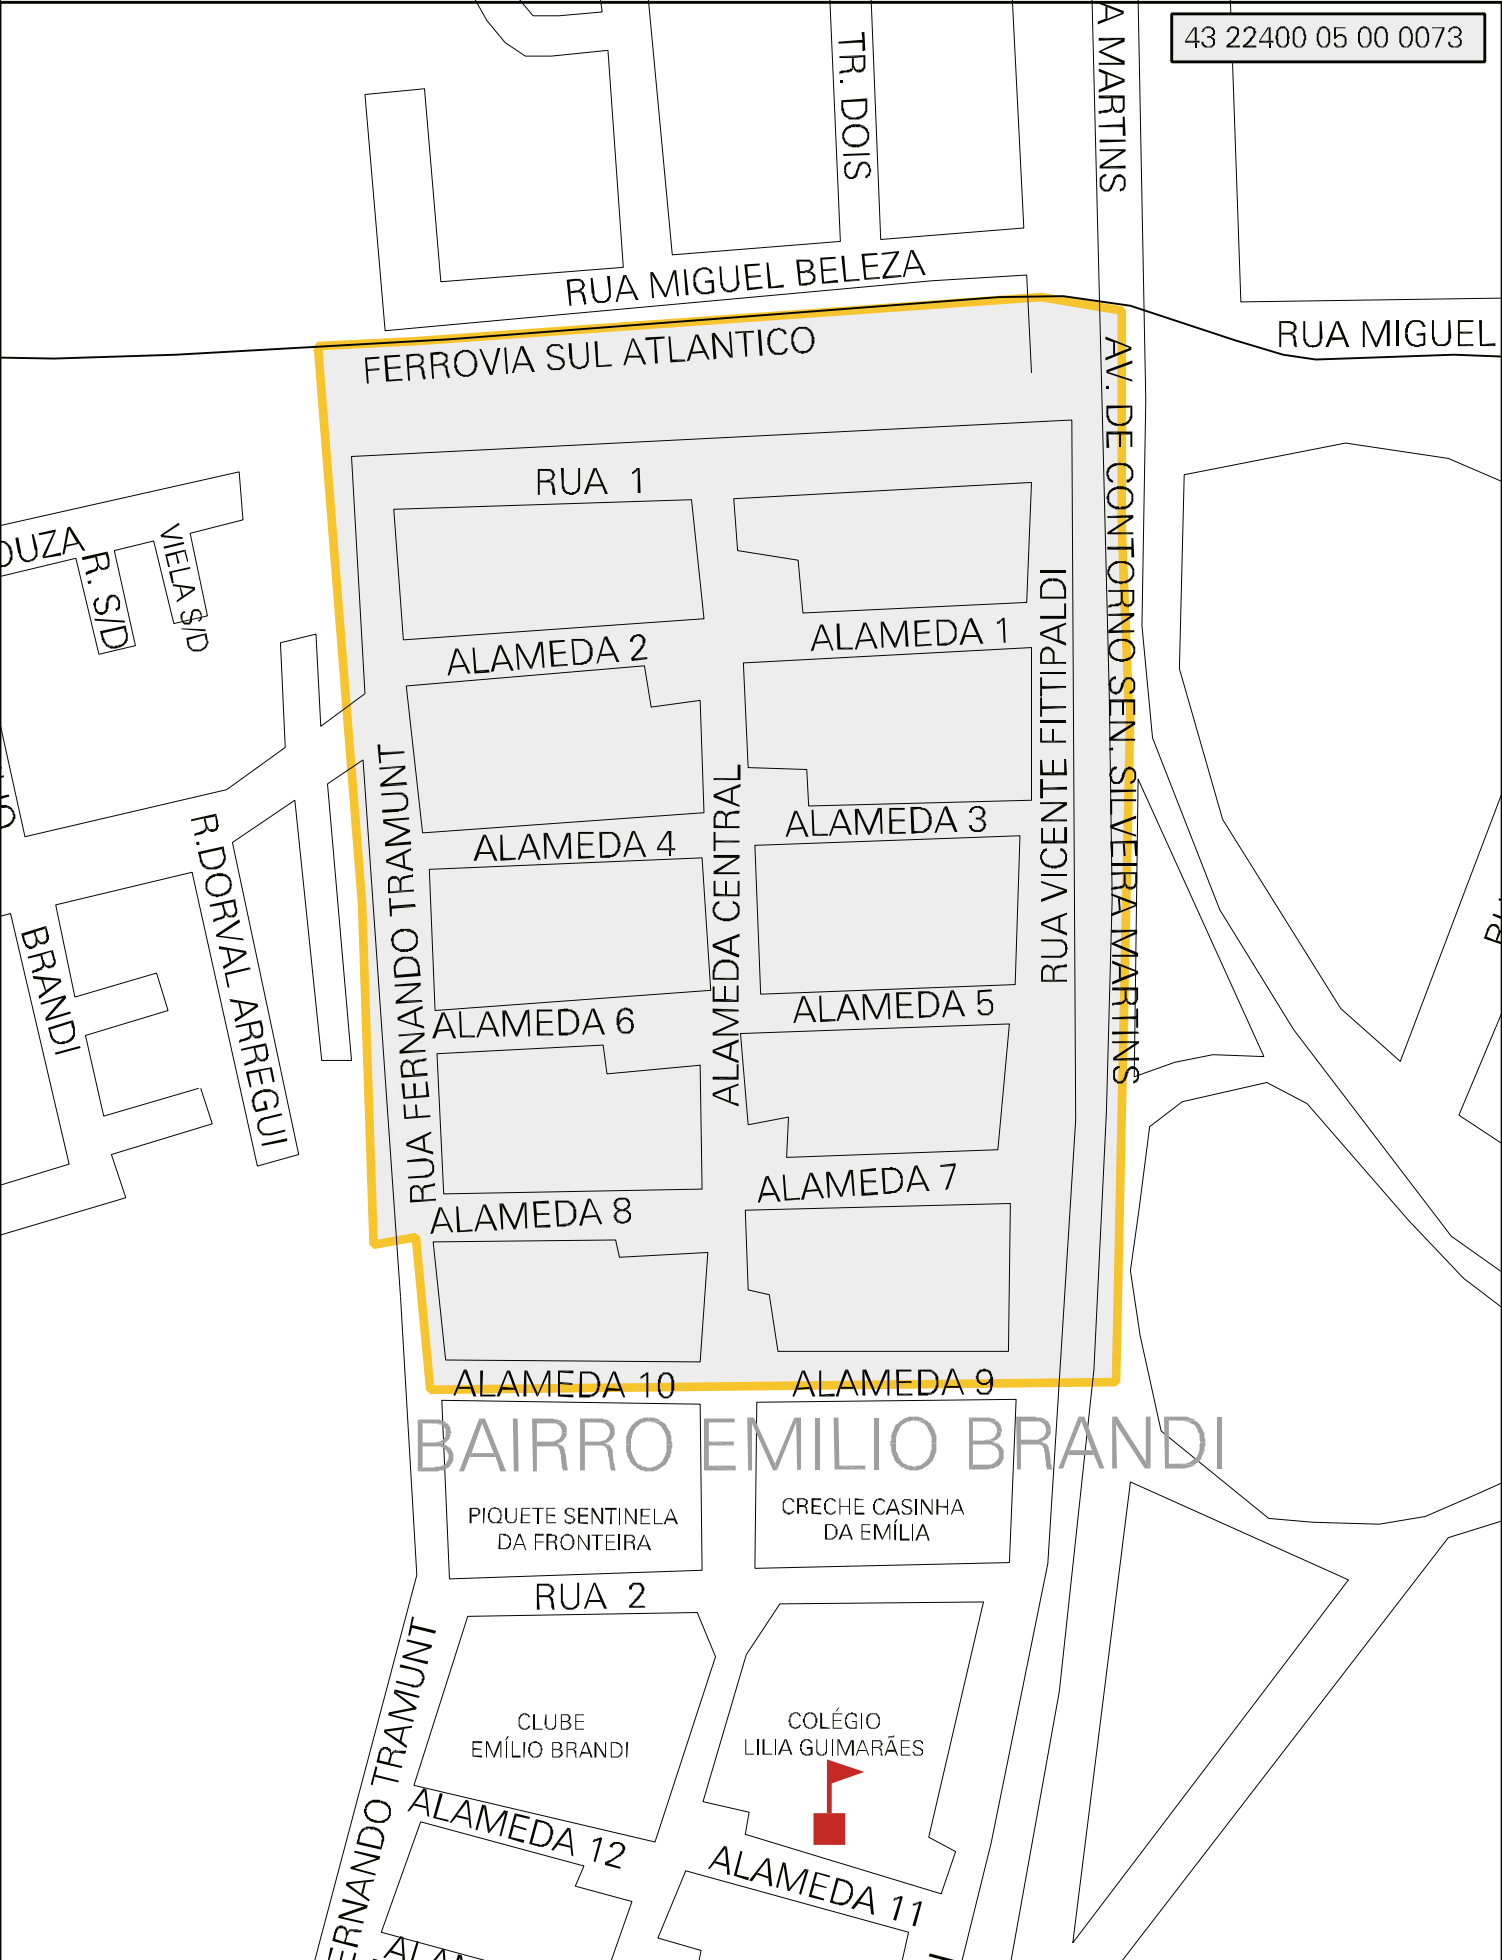 A MARTINS
43 22400 05 00 0073
TR. DOIS
RUA MIGUEL BELEZA
RUA MIGUEL
FERROVIA SUL ATLANTICO
AV. DE CONTORNO SEN. SILVEIRA MARTINS
RUA 1
OUZA
R. S/D
VIELA S/D
ALAMEDA 2
ALAMEDA 1
RUA VICENTE FITTIPALDI
RUA FERNANDO TRAMUNT
ALAMEDA CENTRAL
ALAMEDA 4
ALAMEDA 3
R.DORVAL ARREGUI
BRANDI
ALAMEDA 6
ALAMEDA 5
ALAMEDA 8
ALAMEDA 7
ALAMEDA 10
ALAMEDA 9
BAIRRO EMILIO BRANDI
PIQUETE SENTINELA
DA FRONTEIRA
CRECHE CASINHA
DA EMÍLIA
RUA 2
ERNANDO TRAMUNT
CLUBE
EMÍLIO BRANDI
COLÉGIO
LILIA GUIMARÃES
ALAMEDA 12
ALAMEDA 11